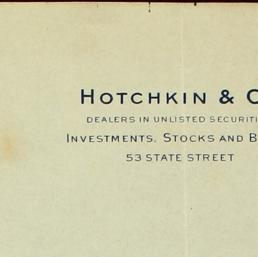 HOTCHKIN & C
DEALERS IN UNLISTED SECURITI
INVESTMENTS, STOCKS AND B
53 STATE STREET